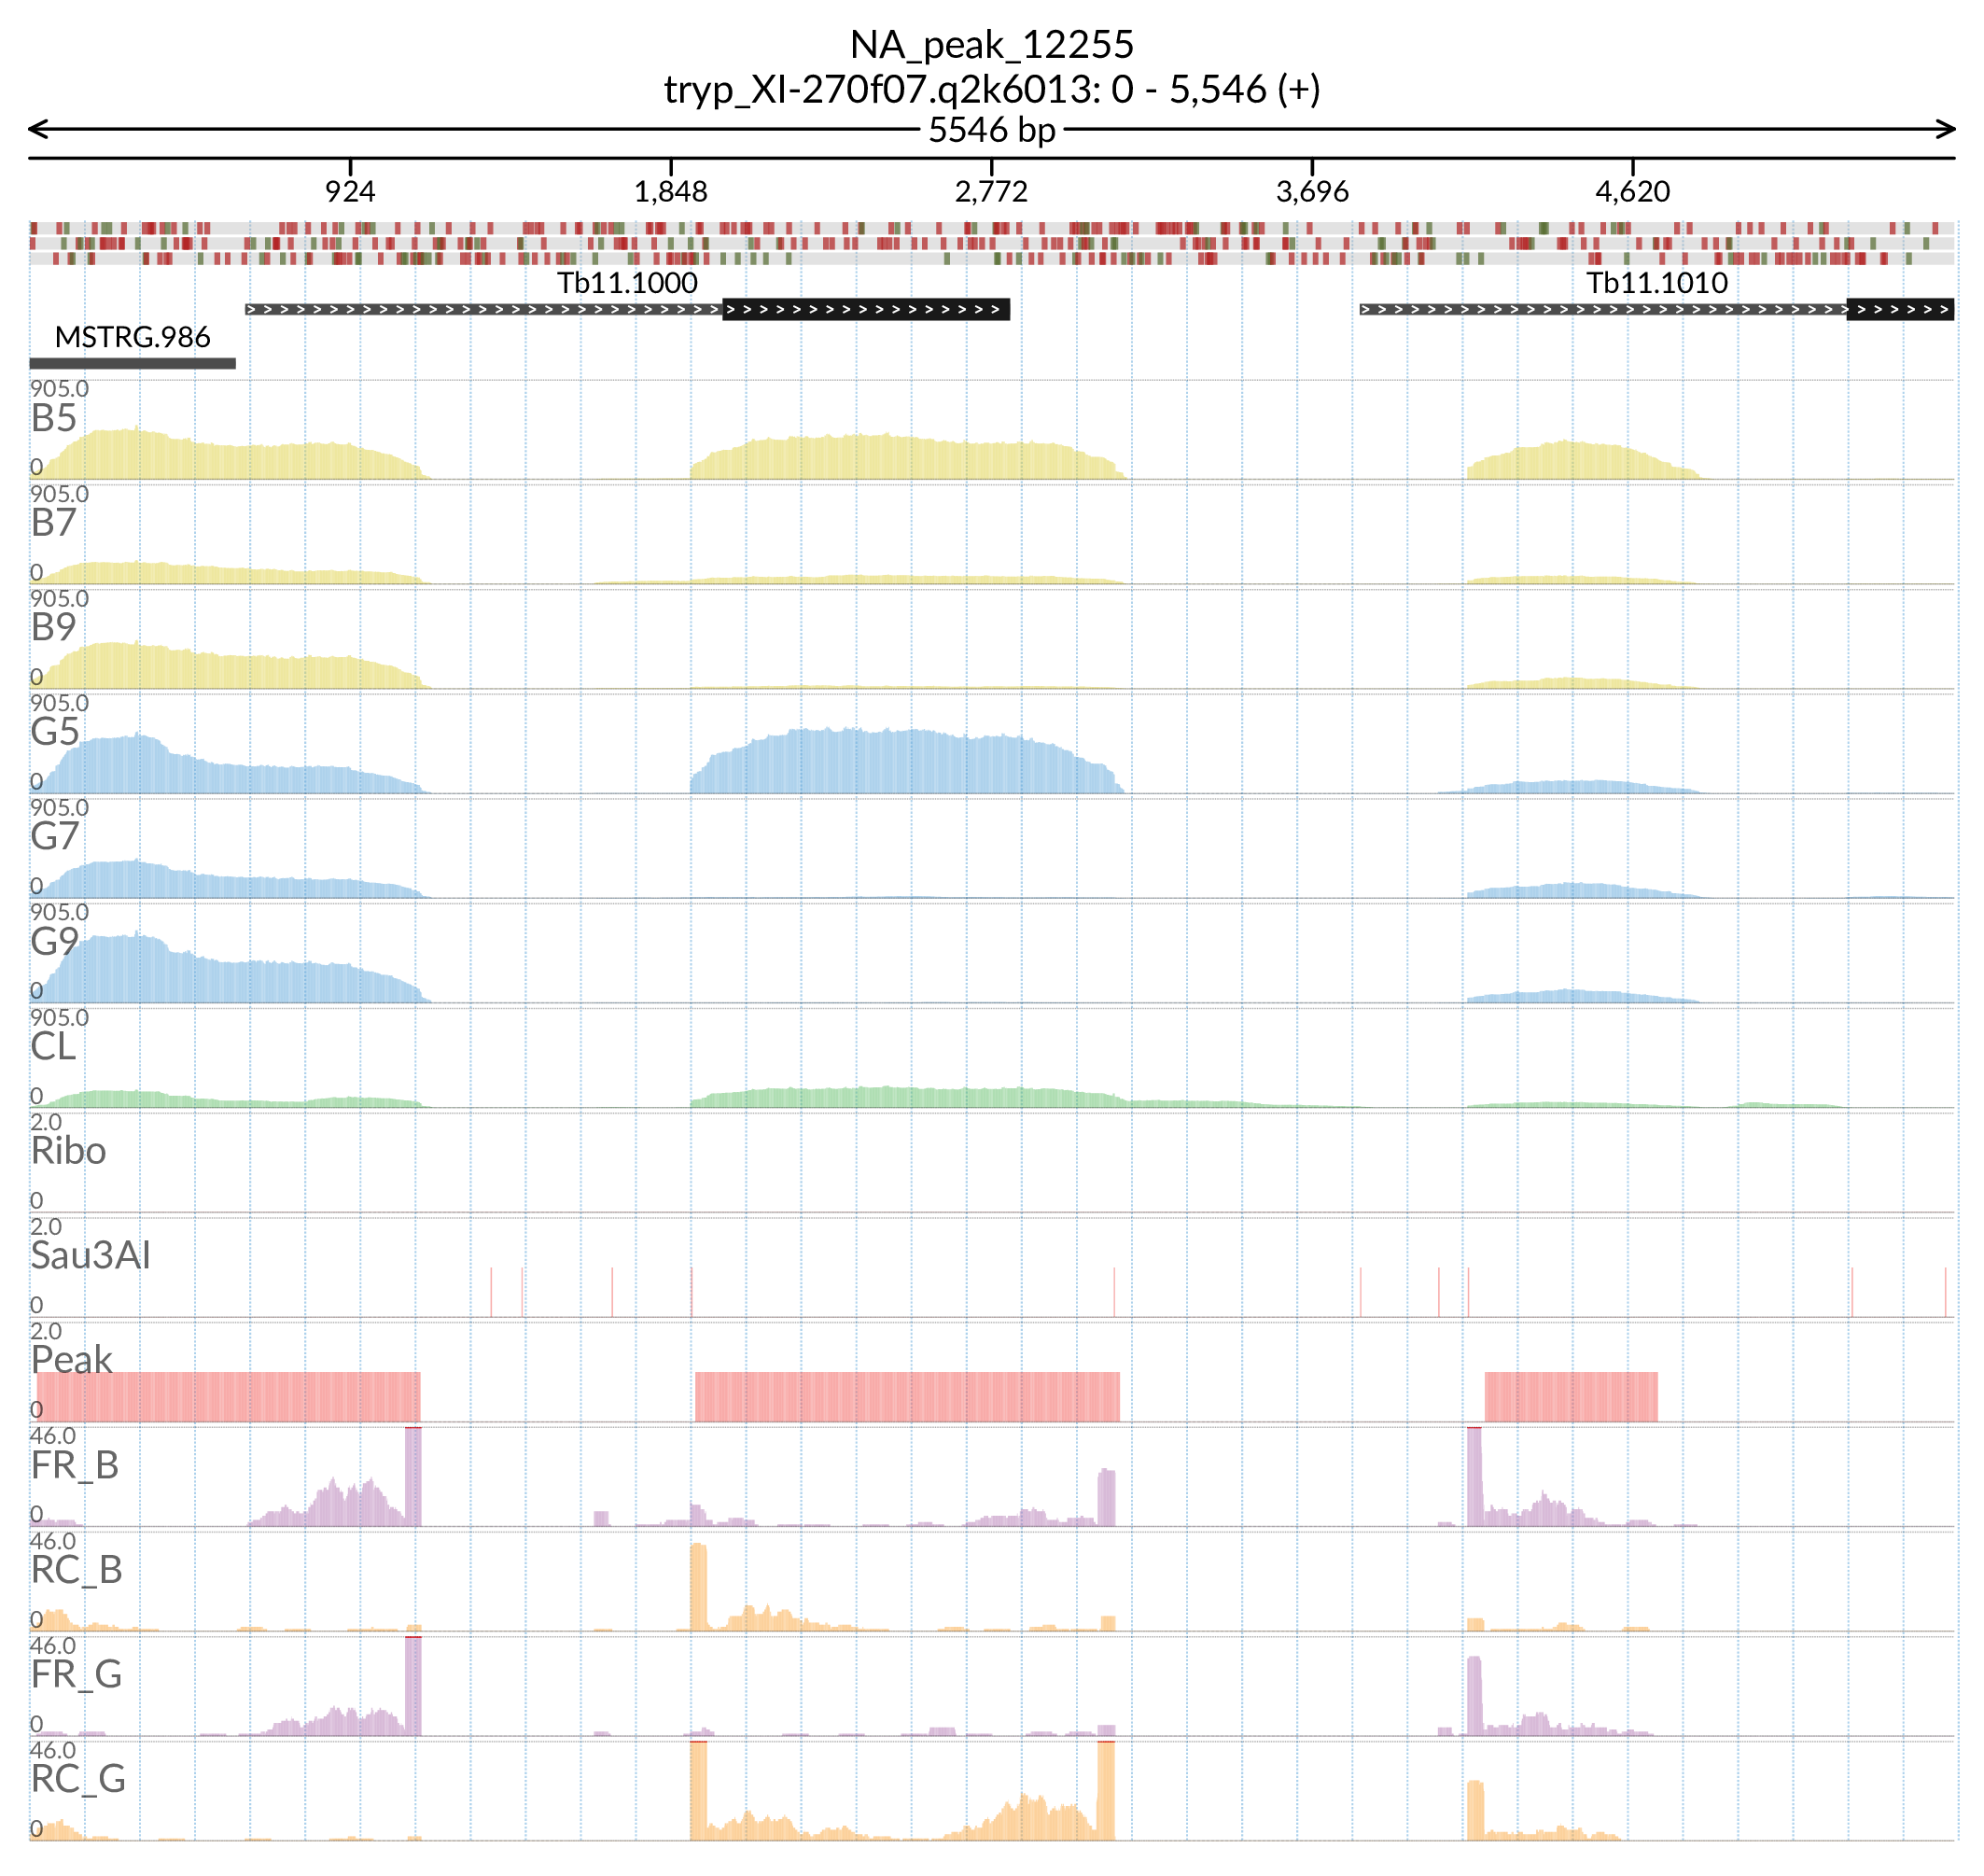 NA_peak_12255
tryp_XI-270f07.q2k6013: 0 - 5,546 (+)
5546 bp
924 1,848 2,772 3,696 4,620
Tb11.1000 Tb11.1010
MSTRG.986
905.0
B5
0
905.0
B7
0
905.0
B9
0
905.0
G5
0
905.0
G7
0
905.0
G9
0
905.0
CL
0
2.0
Ribo
0
2.0
Sau3AI
0
2.0
Peak
0
46.0
FR_B
0
46.0
RC_B
0
46.0
FR_G
0
46.0
RC_G
0